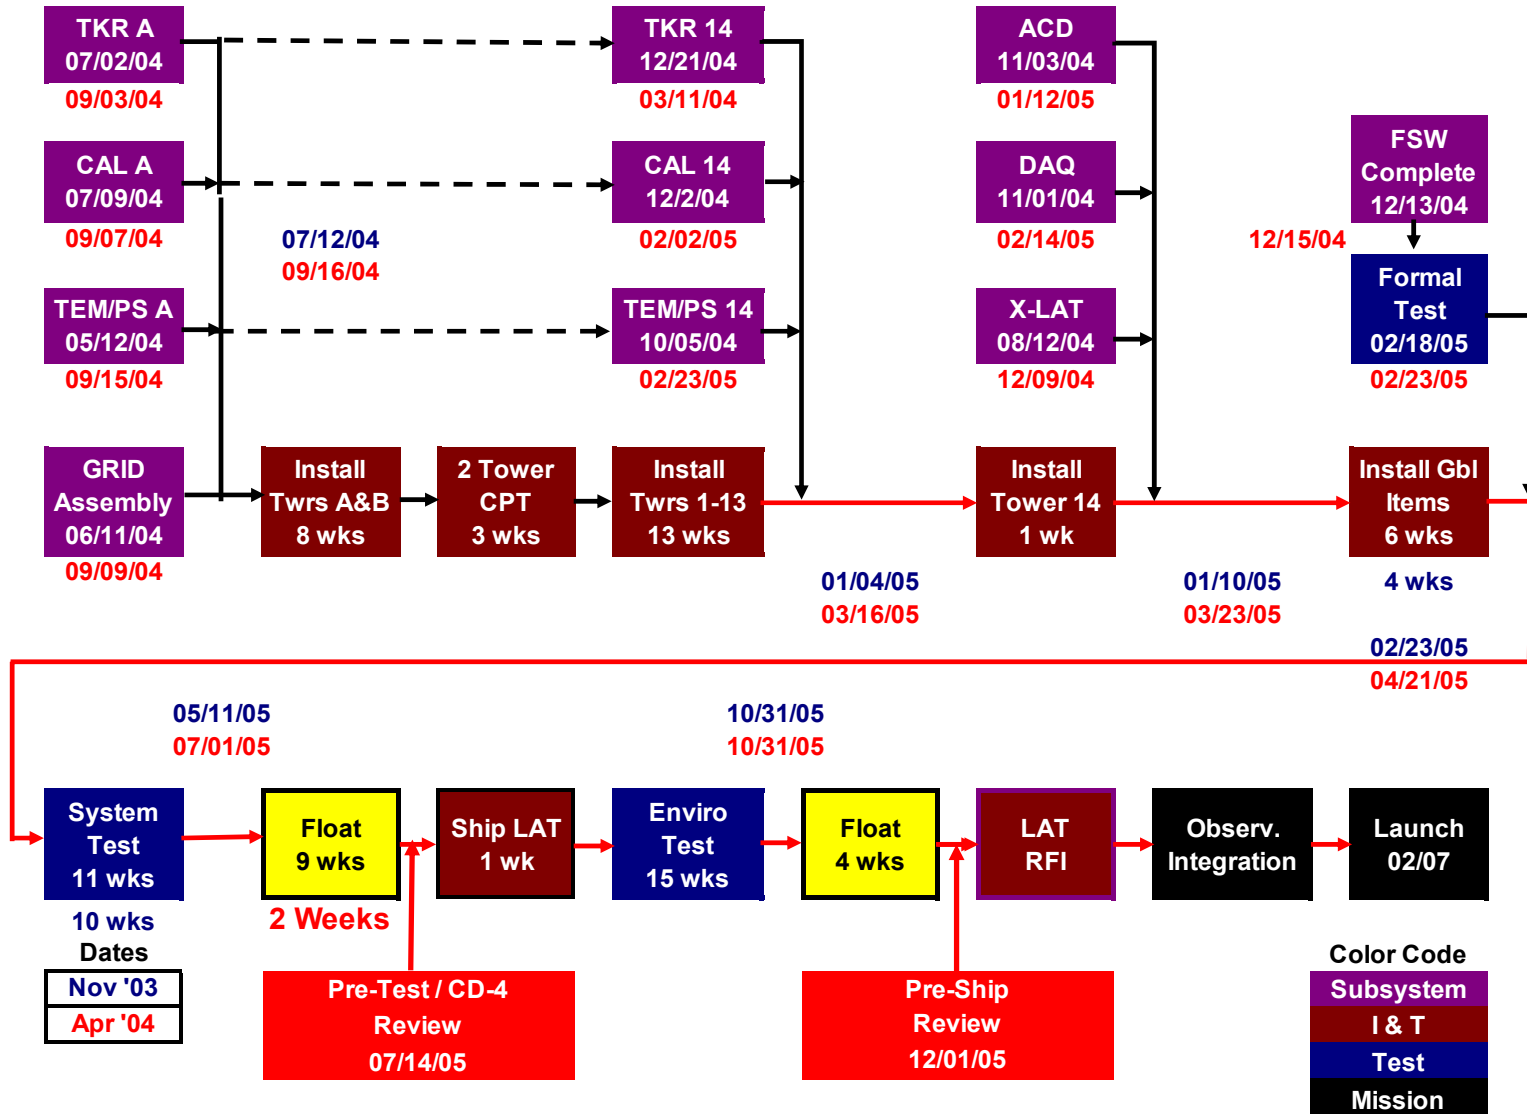 TKR A
07/02/04
09/03/04
TKR 14
12/21/04
03/11/04
ACD
11/03/04
01/12/05
CAL A
07/09/04
09/07/04
CAL 14
12/2/04
02/02/05
DAQ
11/01/04
02/14/05
FSW
Complete
12/13/04
12/15/04
07/12/04
09/16/04
TEM/PS A
05/12/04
09/15/04
TEM/PS 14
10/05/04
02/23/05
X-LAT
08/12/04
12/09/04
Formal
Test
02/18/05
02/23/05
GRID
Assembly
06/11/04
09/09/04
Install
Twrs A&B
8 wks
2 Tower
CPT
3 wks
Install
Twrs 1-13
13 wks
Install
Tower 14
1 wk
Install Gbl
Items
6 wks
4 wks
01/04/05
03/16/05
01/10/05
03/23/05
02/23/05
04/21/05
05/11/05
07/01/05
10/31/05
10/31/05
System
Test
11 wks
10 wks
Float
9 wks
2 Weeks
Ship LAT
1 wk
Enviro
Test
15 wks
Float
4 wks
LAT
RFI
Observ.
Integration
Launch
02/07
Dates
Nov '03
Apr '04
Pre-Test / CD-4
Review
07/14/05
Pre-Ship
Review
12/01/05
Color Code
Subsystem
I & T
Test
Mission